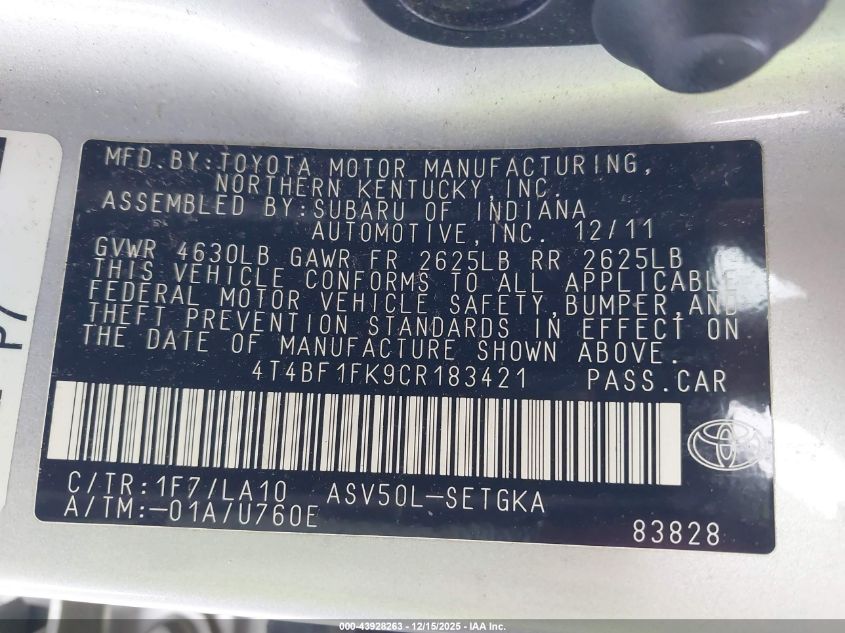 MFD.BY:TOYOTA MOTOR MANUFACTURING,
NORTHERN KENTUCKY,INC.
ASSEMBLED BY:SUBARU OF INDIANA
AUTOMOTIVE,INC. 12/11
GVWR 4630LB GAWR FR 2625LB RR 2625LB
THIS VEHICLE CONFORMS TO ALL APPLICABLE
FEDERAL MOTOR VEHICLE SAFETY,BUMPER,AND
THEFT PREVENTION STANDARDS IN EFFECT ON
THE DATE OF MANUFACTURE SHOWN ABOVE.
4T4BF1FK9CR183421 PASS.CAR
C/TR:1F7/LA10 ASV50L-SETGKA
A/TM:-01A/U760E
83828
P7
000-43928263 - 12/15/2025 - IAA Inc.